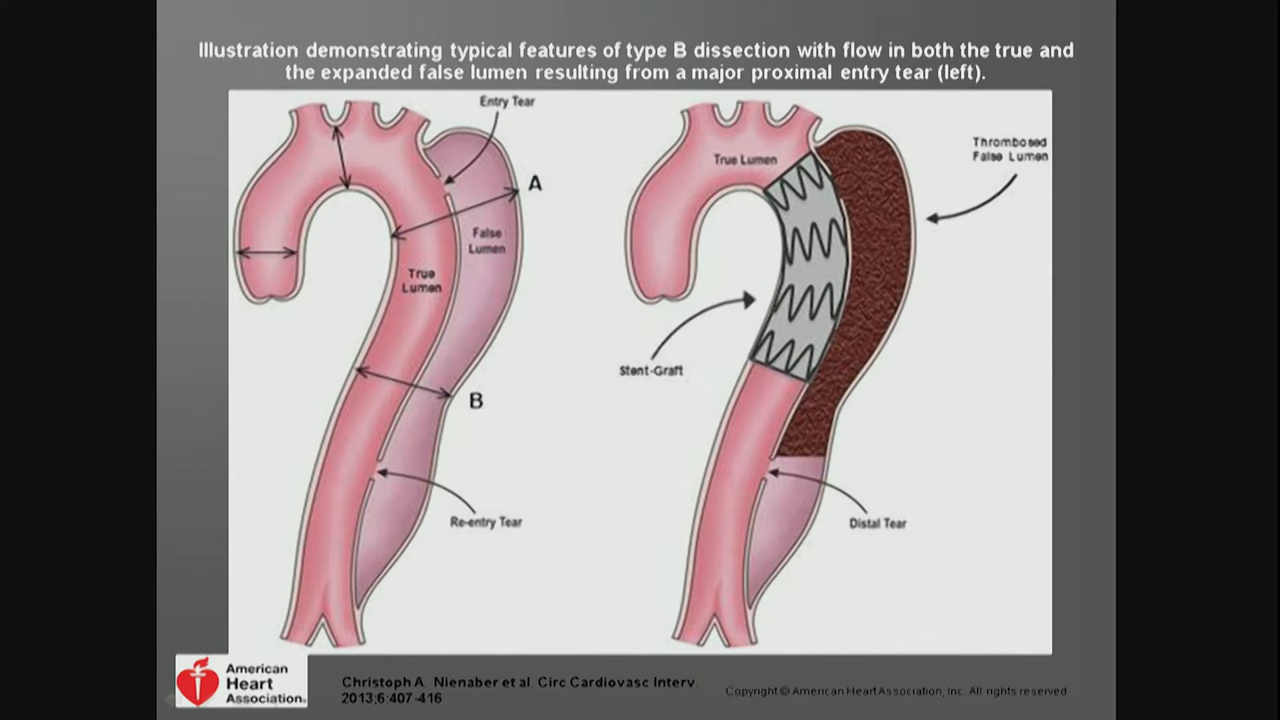 Illustration demonstrating typical features of type B dissection with flow in both the true and
the expanded false lumen resulting from a major proximal entry tear (left).
Entry Tear
A
False
Lumen
True
Lumen
B
Re-entry Tear
True Lumen
Thrombosed
False Lumen
Stent-Graft
Distal Tear
American
Heart
Association®
Christoph A. Nienaber et al. Circ Cardiovasc Interv.
2013;6:407-416
Copyright © American Heart Association, Inc. All rights reserved